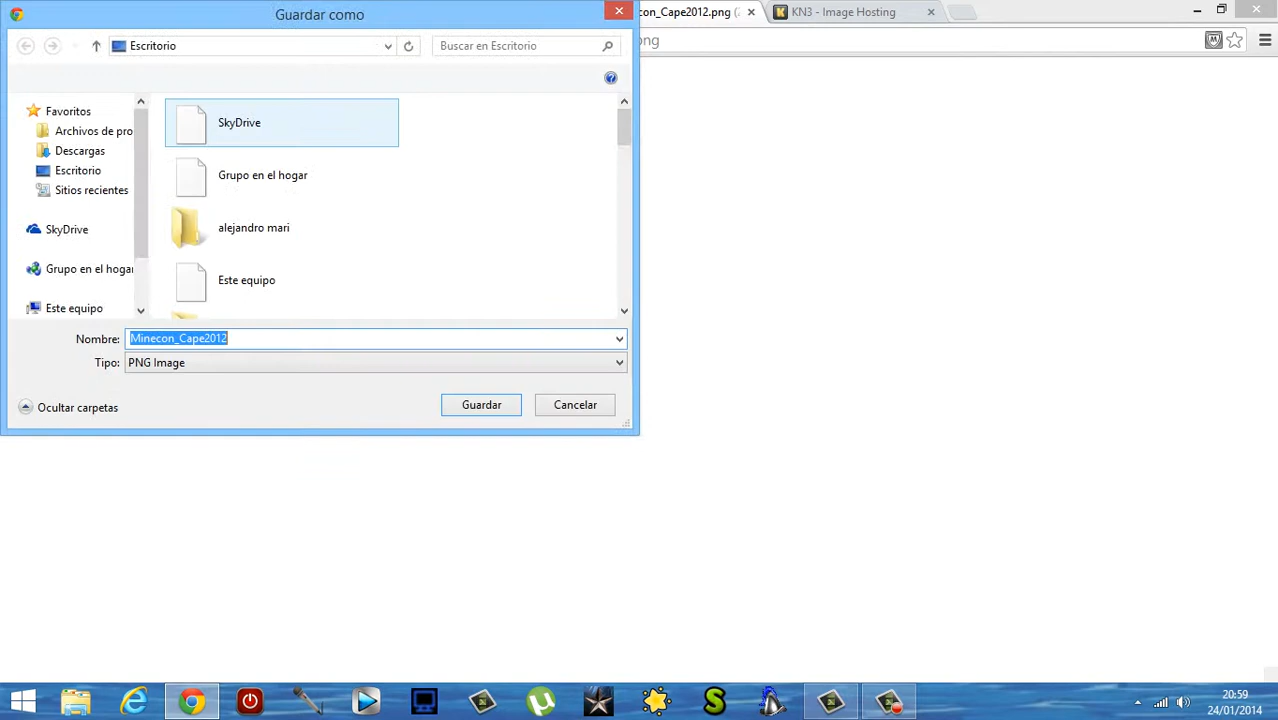 Guardar como
con_Cape2012.png (
KN3 - Image Hosting
Escritorio
Buscar en Escritorio
png
Favoritos
Archivos de pro
Descargas
Escritorio
Sitios recientes
SkyDrive
Grupo en el hogar
Este equipo
SkyDrive
Grupo en el hogar
alejandro mari
Este equipo
Nombre: Minecon_Cape2012
Tipo: PNG Image
Ocultar carpetas
Guardar
Cancelar
20:59
24/01/2014